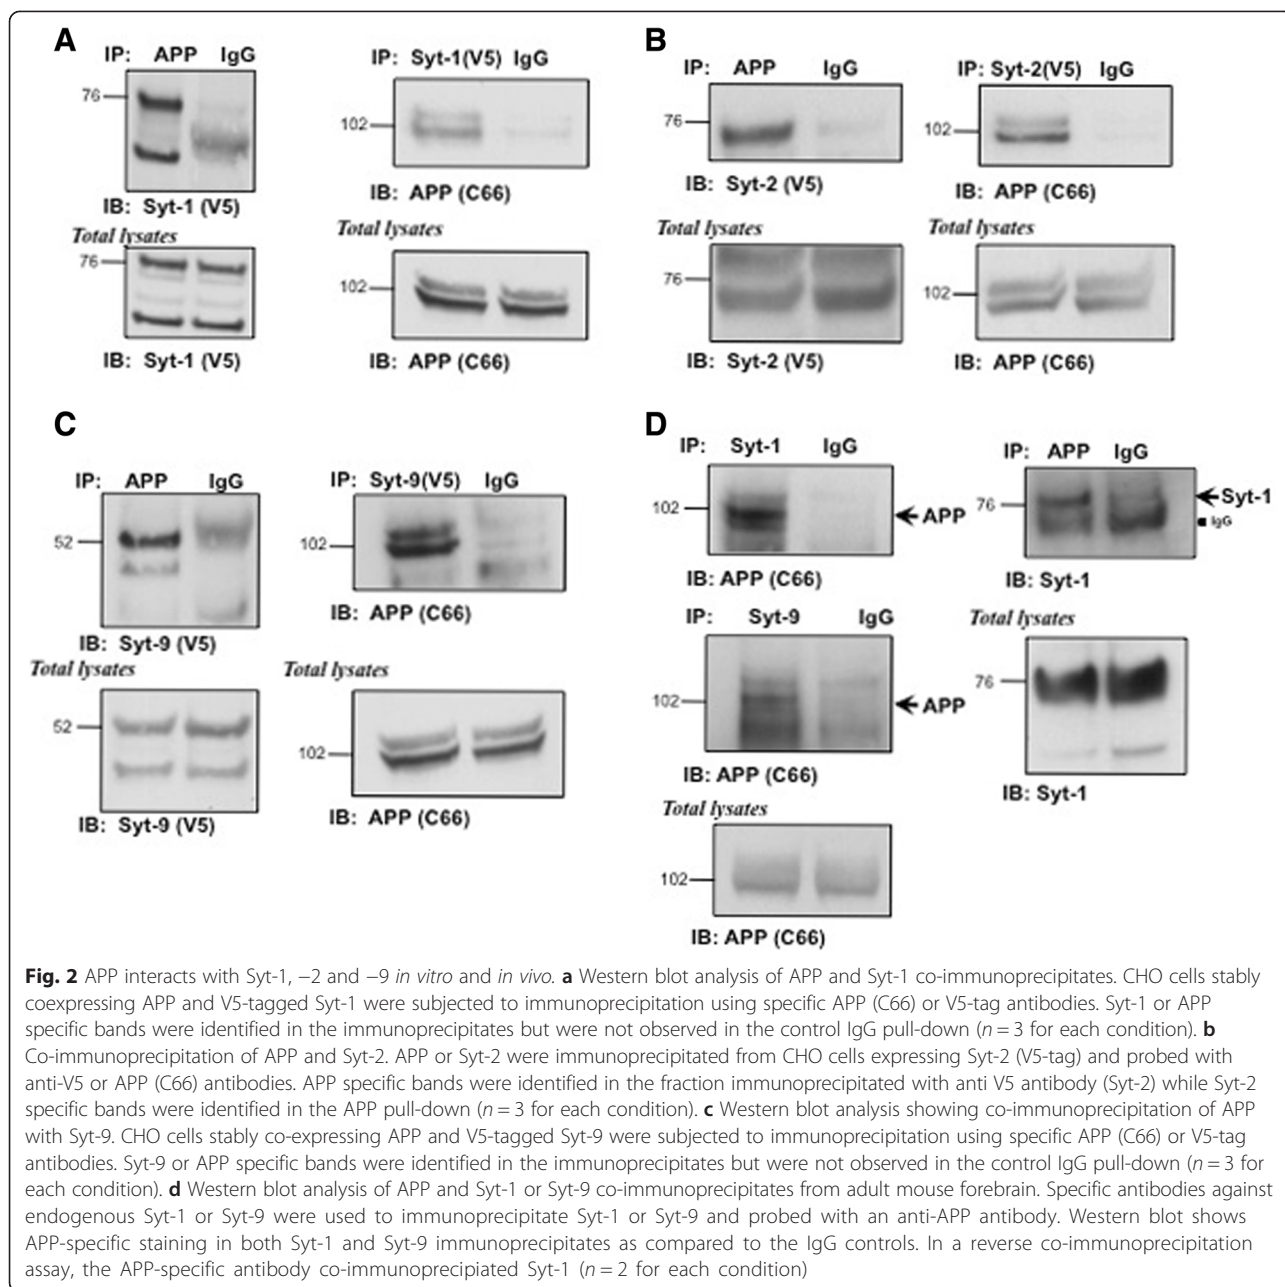 A
IP: APP IgG
76
IB: Syt-1 (V5)
Total lysates
76
IB: Syt-1 (V5)
IP: Syt-1(V5) IgG
102
IB: APP (C66)
Total lysates
102
IB: APP (C66)
B
IP: APP IgG
76
IB: Syt-2 (V5)
Total lysates
76
IB: Syt-2 (V5)
IP: Syt-2(V5) IgG
102
IB: APP (C66)
Total lysates
102
IB: APP (C66)
C
IP: APP IgG
52
IB: Syt-9 (V5)
Total lysates
52
IB: Syt-9 (V5)
IP: Syt-9(V5) IgG
102
IB: APP (C66)
Total lysates
102
IB: APP (C66)
D
IP: Syt-1 IgG
102
APP
IB: APP (C66)
IP: Syt-9 IgG
102
APP
IB: APP (C66)
Total lysates
102
IB: APP (C66)
IP: APP IgG
76
Syt-1
IgG
IB: Syt-1
Total lysates
76
IB: Syt-1
Fig. 2 APP interacts with Syt-1, −2 and −9 in vitro and in vivo. a Western blot analysis of APP and Syt-1 co-immunoprecipitates. CHO cells stably
coexpressing APP and V5-tagged Syt-1 were subjected to immunoprecipitation using specific APP (C66) or V5-tag antibodies. Syt-1 or APP
specific bands were identified in the immunoprecipitates but were not observed in the control IgG pull-down (n = 3 for each condition). b
Co-immunoprecipitation of APP and Syt-2. APP or Syt-2 were immunoprecipitated from CHO cells expressing Syt-2 (V5-tag) and probed with
anti-V5 or APP (C66) antibodies. APP specific bands were identified in the fraction immunoprecipitated with anti V5 antibody (Syt-2) while Syt-2
specific bands were identified in the APP pull-down (n = 3 for each condition). c Western blot analysis showing co-immunoprecipitation of APP
with Syt-9. CHO cells stably co-expressing APP and V5-tagged Syt-9 were subjected to immunoprecipitation using specific APP (C66) or V5-tag
antibodies. Syt-9 or APP specific bands were identified in the immunoprecipitates but were not observed in the control IgG pull-down (n = 3 for
each condition). d Western blot analysis of APP and Syt-1 or Syt-9 co-immunoprecipitates from adult mouse forebrain. Specific antibodies against
endogenous Syt-1 or Syt-9 were used to immunoprecipitate Syt-1 or Syt-9 and probed with an anti-APP antibody. Western blot shows
APP-specific staining in both Syt-1 and Syt-9 immunoprecipitates as compared to the IgG controls. In a reverse co-immunoprecipitation
assay, the APP-specific antibody co-immunocipiated Syt-1 (n = 2 for each condition)